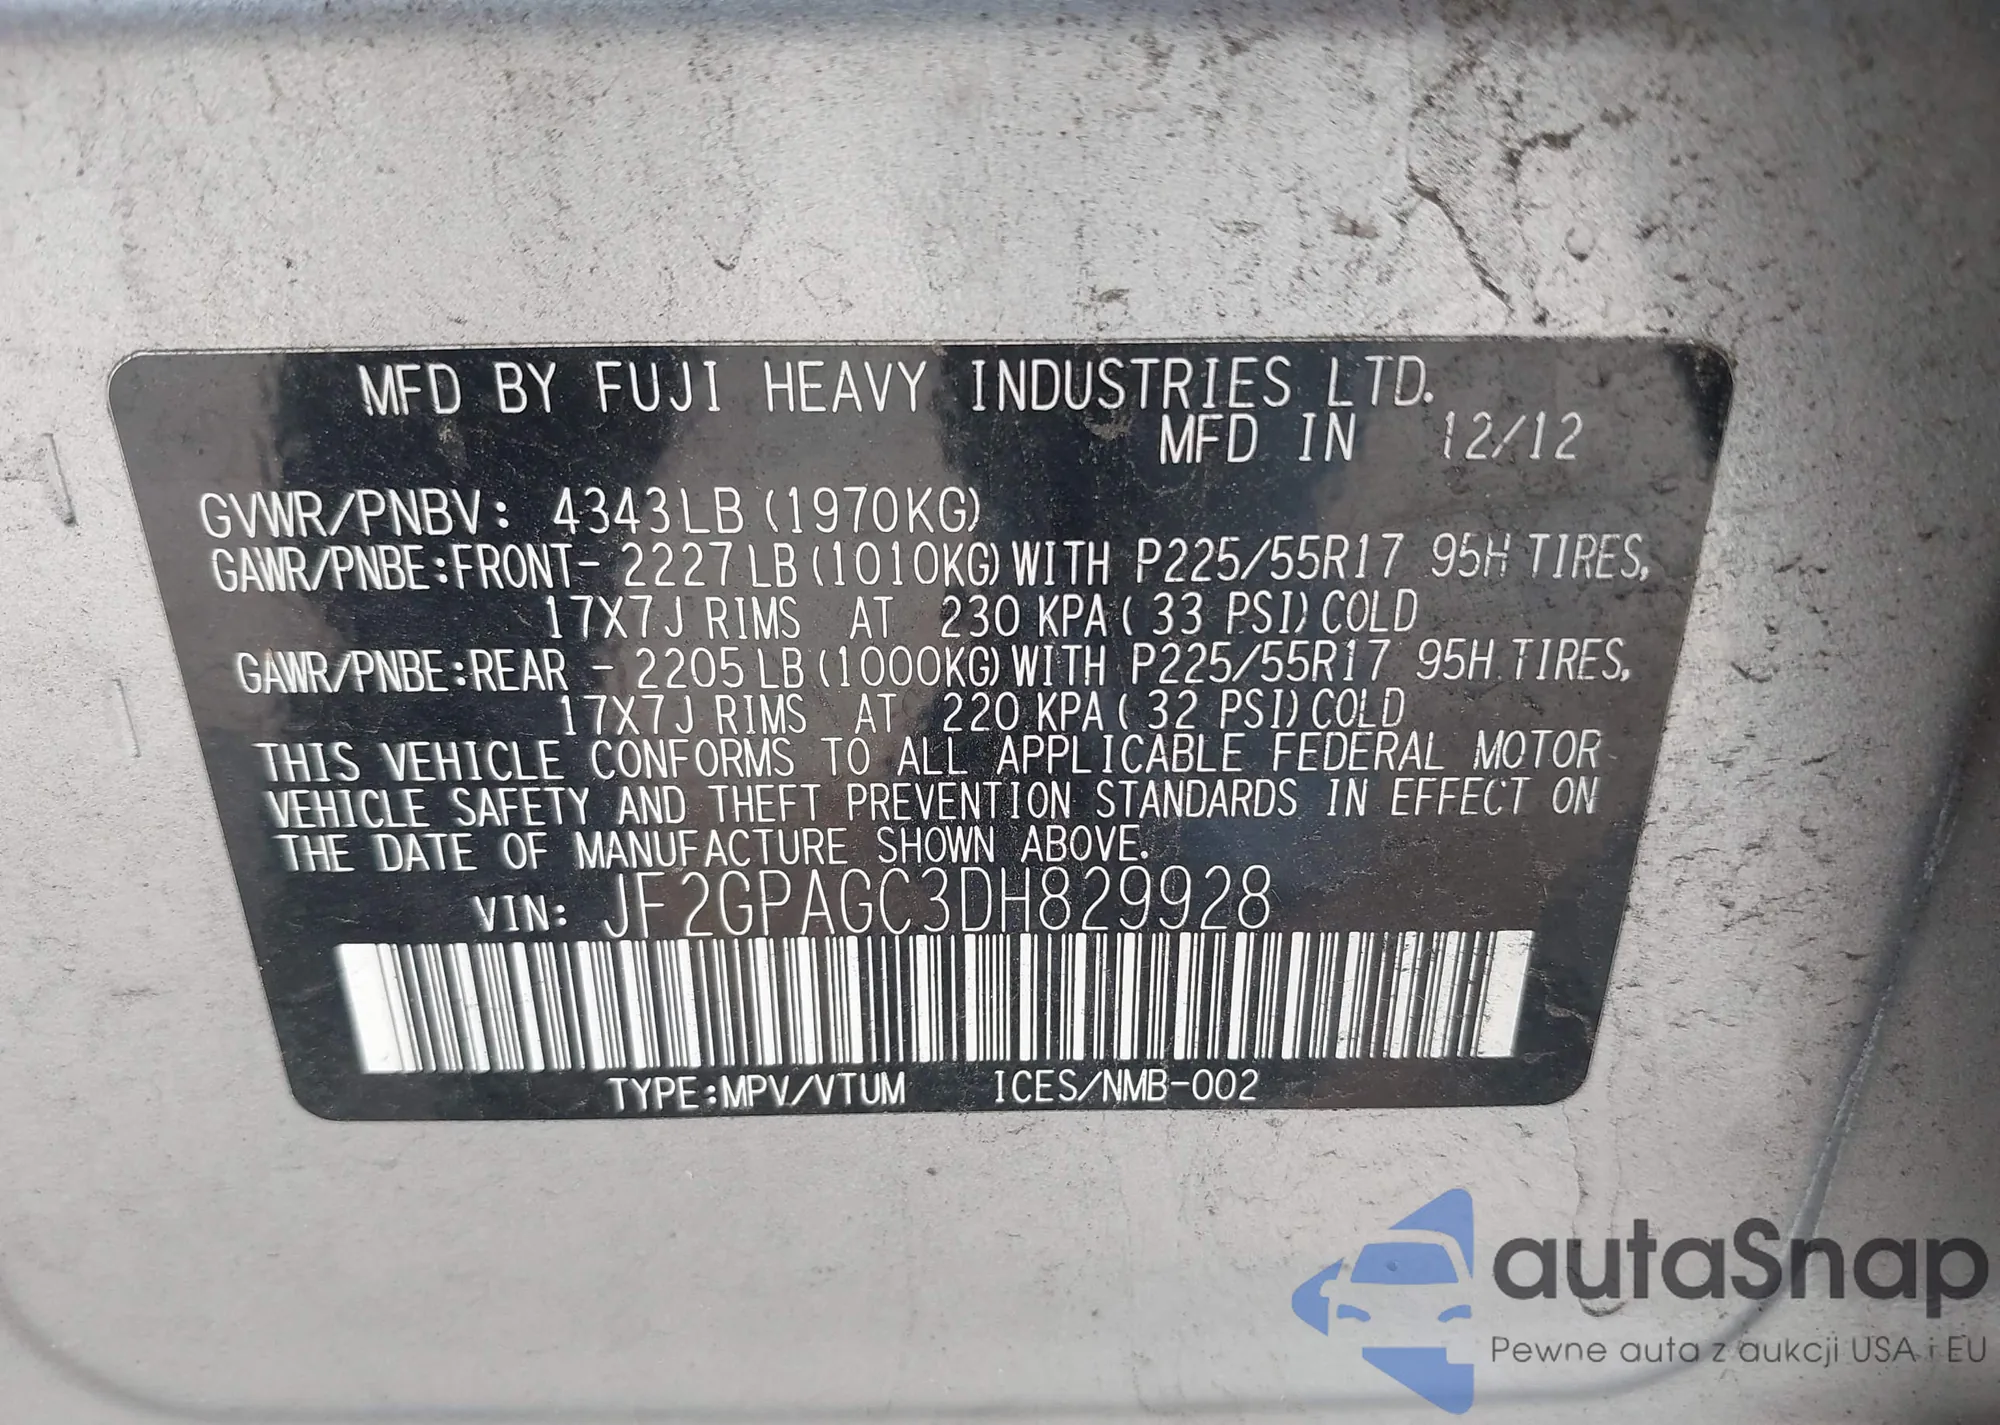 MFD BY FUJI HEAVY INDUSTRIES LTD.
MFD IN 12/12
GVWR/PNBV: 4343LB(1970KG)
GAWR/PNBE:FRONT- 2227LB(1010KG)WITH P225/55R17 95H TIRES,
17X7J RIMS AT 230 KPA( 33 PSI)COLD
GAWR/PNBE:REAR - 2205LB(1000KG)WITH P225/55R17 95H TIRES,
17X7J RIMS AT 220 KPA( 32 PSI)COLD
THIS VEHICLE CONFORMS TO ALL APPLICABLE FEDERAL MOTOR
VEHICLE SAFETY AND THEFT PREVENTION STANDARDS IN EFFECT ON
THE DATE OF MANUFACTURE SHOWN ABOVE.
VIN: JF2GPAGC3DH829928
TYPE:MPV/VTUM ICES/NMB-002
autaSnap
Pewne auta z aukcji USA i EU